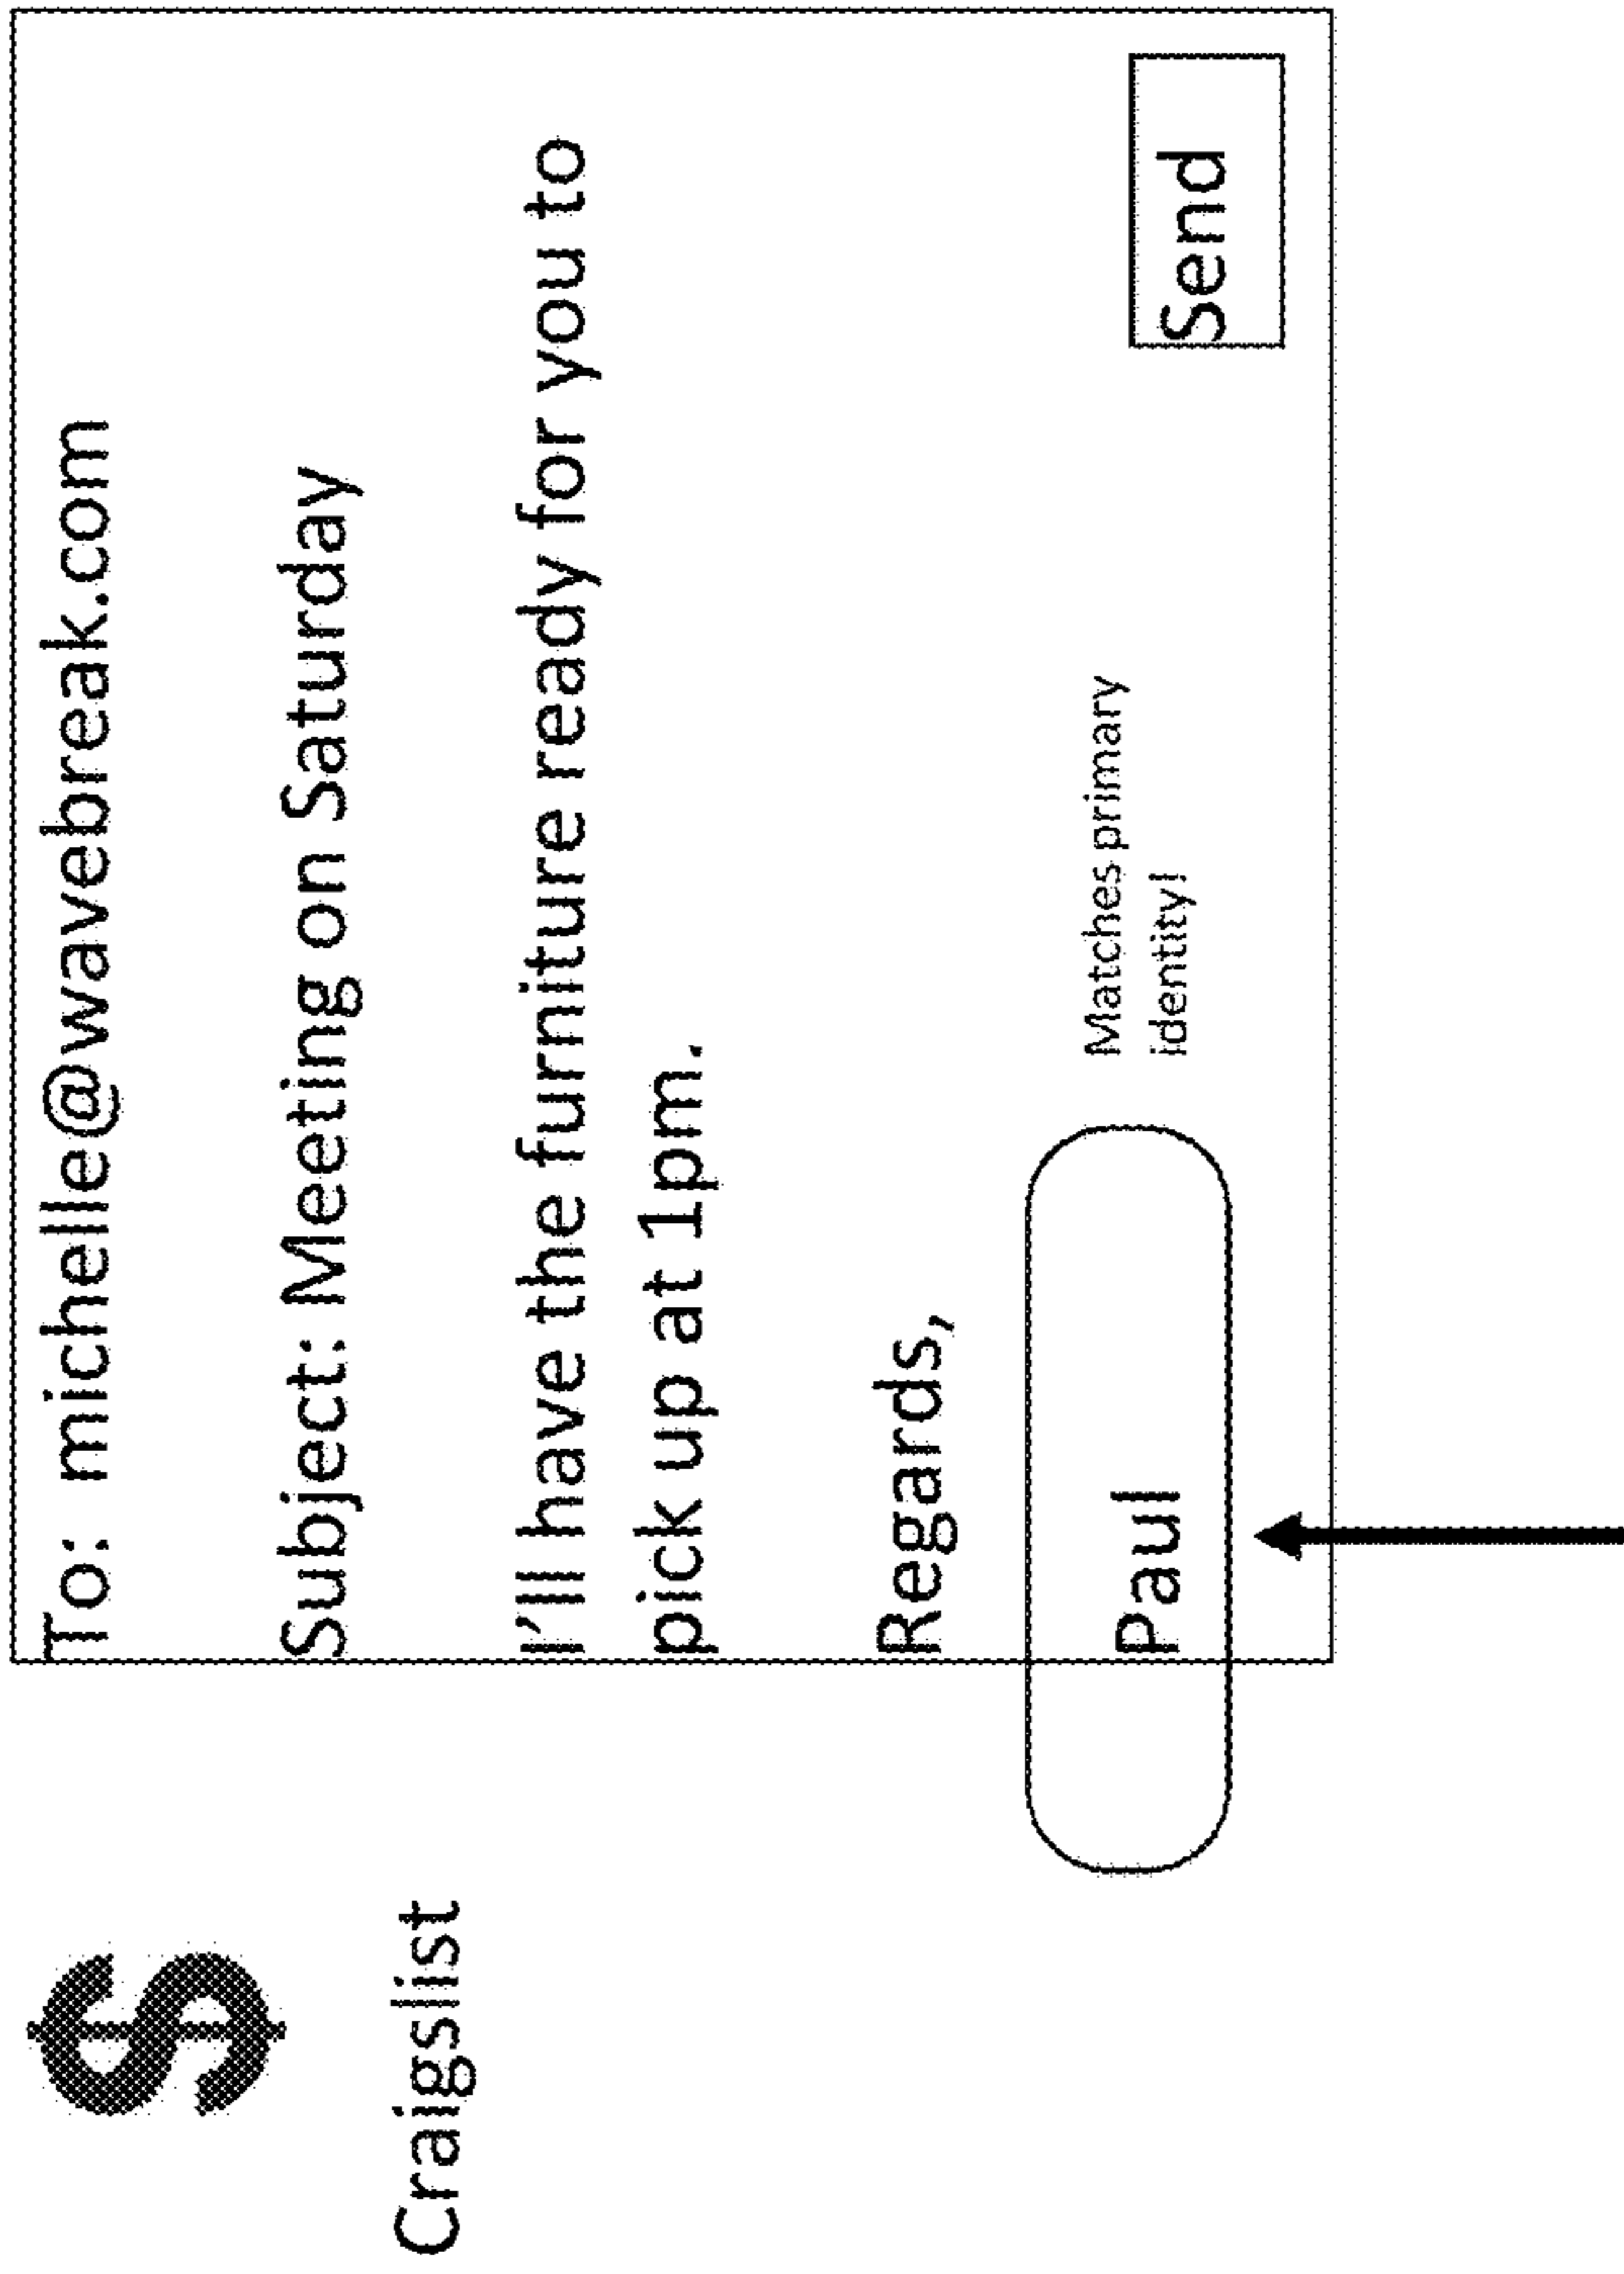 $
Craigslist
To: michelle@wavebreak.com
Subject: Meeting on Saturday
I'll have the furniture ready for you to
pick up at 1pm.
Regards,
Paul
Matches primary
identity!
Send